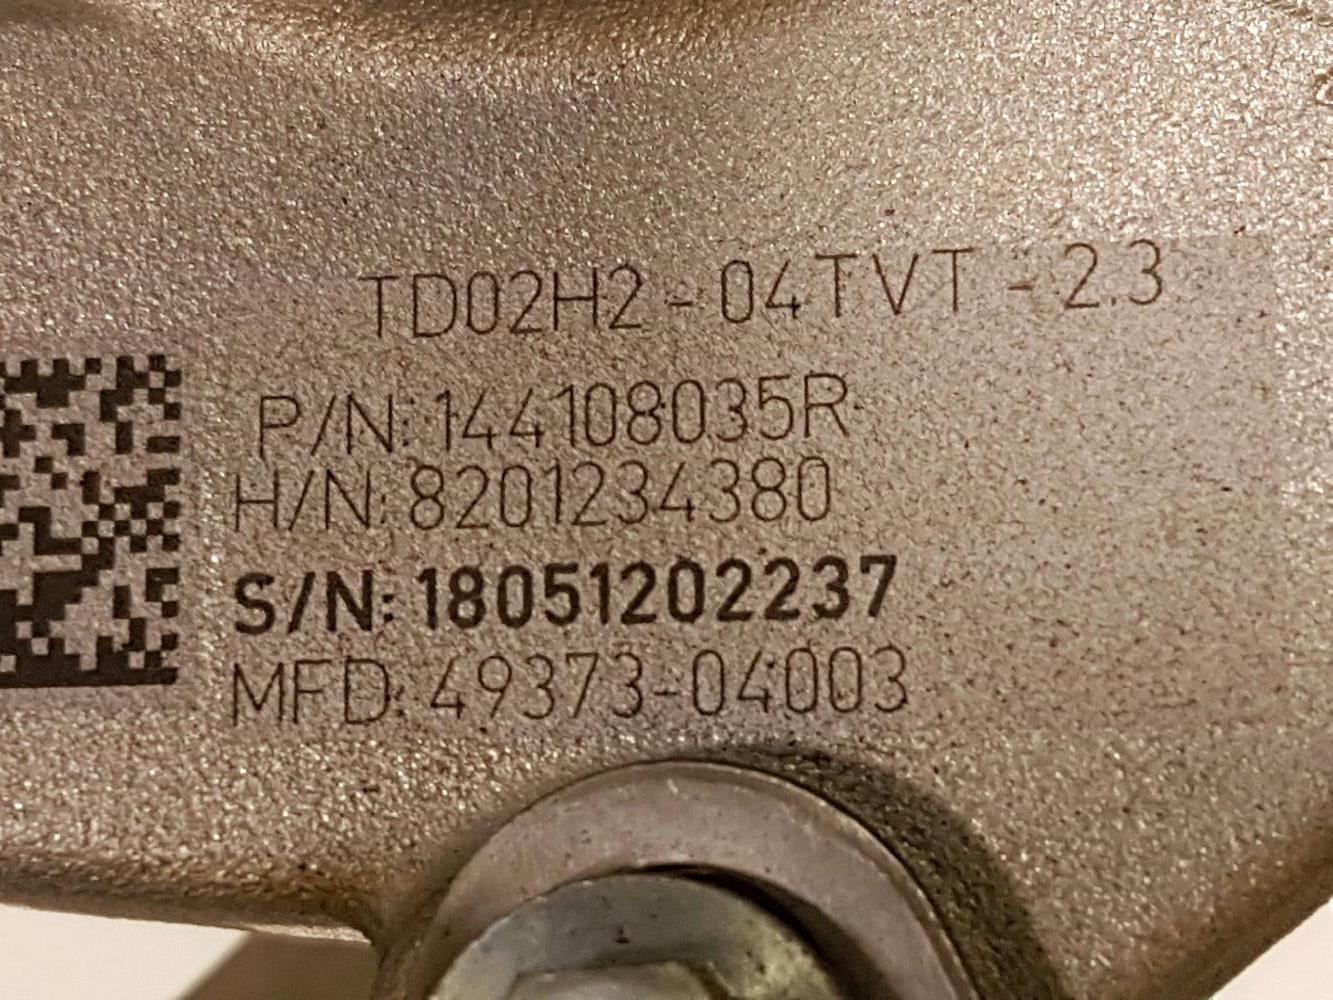 TD02H2-04TVT-2.3
P/N: 144108035R
H/N: 8201234380
S/N: 18051202237
MFD: 49373-04003